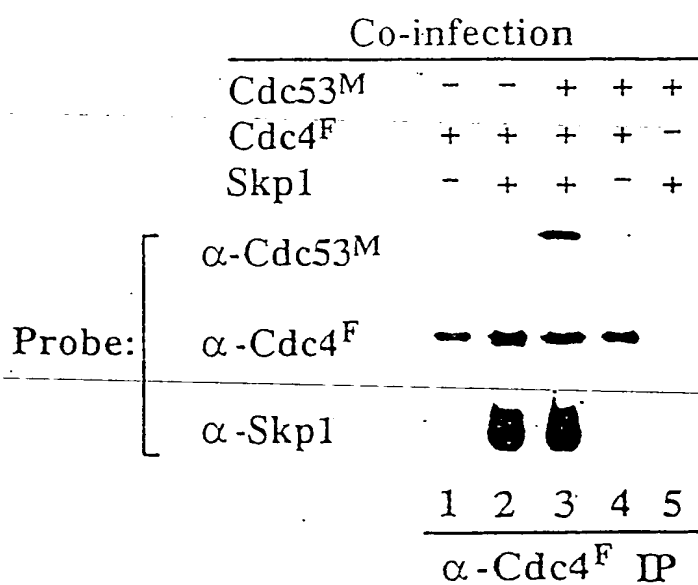 Co-infection
Cdc53M - - + + +
Cdc4F + + + + -
Skp1 - + + - +
α-Cdc53M
Probe: α-Cdc4F
α-Skp1
1 2 3 4 5
α-Cdc4F IP